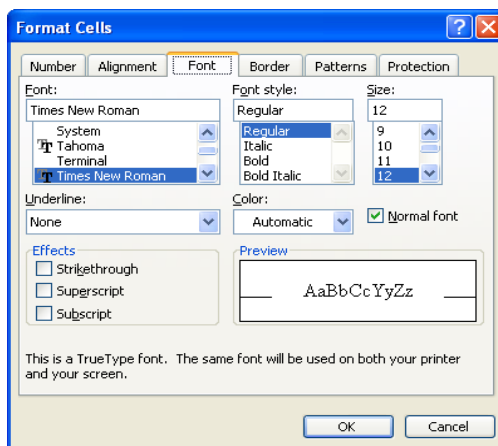 Format Cells
Number Alignment Font Border Patterns Protection
Font: Font style: Size:
Times New Roman Regular 12
System Regular 9
Tahoma Italic 10
Terminal Bold 11
Times New Roman Bold Italic 12
Underline: Color:
None Automatic Normal font
Effects Preview
Strikethrough
Superscript AaBbCcYyZz
Subscript
This is a TrueType font. The same font will be used on both your printer
and your screen.
OK Cancel